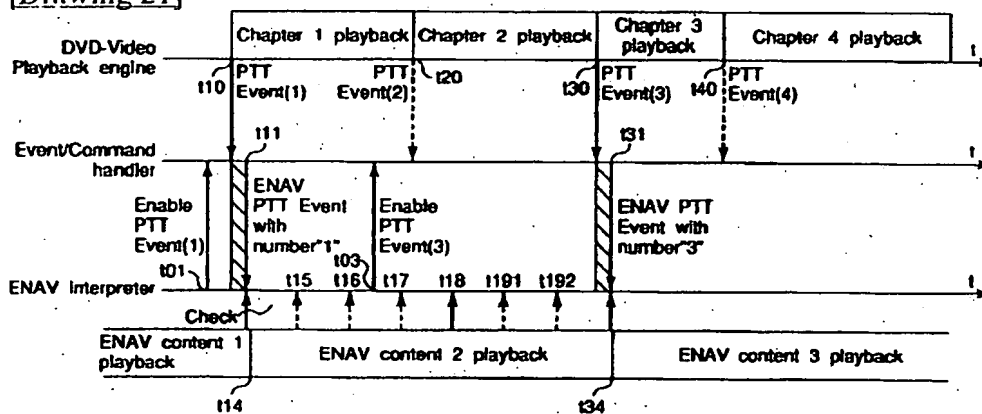 [Drawing 21]
Chapter 1 playback
Chapter 2 playback
Chapter 3 playback
Chapter 4 playback
DVD-Video Playback engine
t
t10
PTT Event(1)
PTT Event(2)
t20
t30
PTT Event(3)
t40
PTT Event(4)
t11
t31
Event/Command handler
t
Enable PTT Event(1)
ENAV PTT Event with number"1"
Enable PTT Event(3)
ENAV PTT Event with number"3"
t01
t03
t15
t16
t17
t18
t191
t192
ENAV Interpreter
t
Check
ENAV content 1 playback
ENAV content 2 playback
ENAV content 3 playback
t14
t34